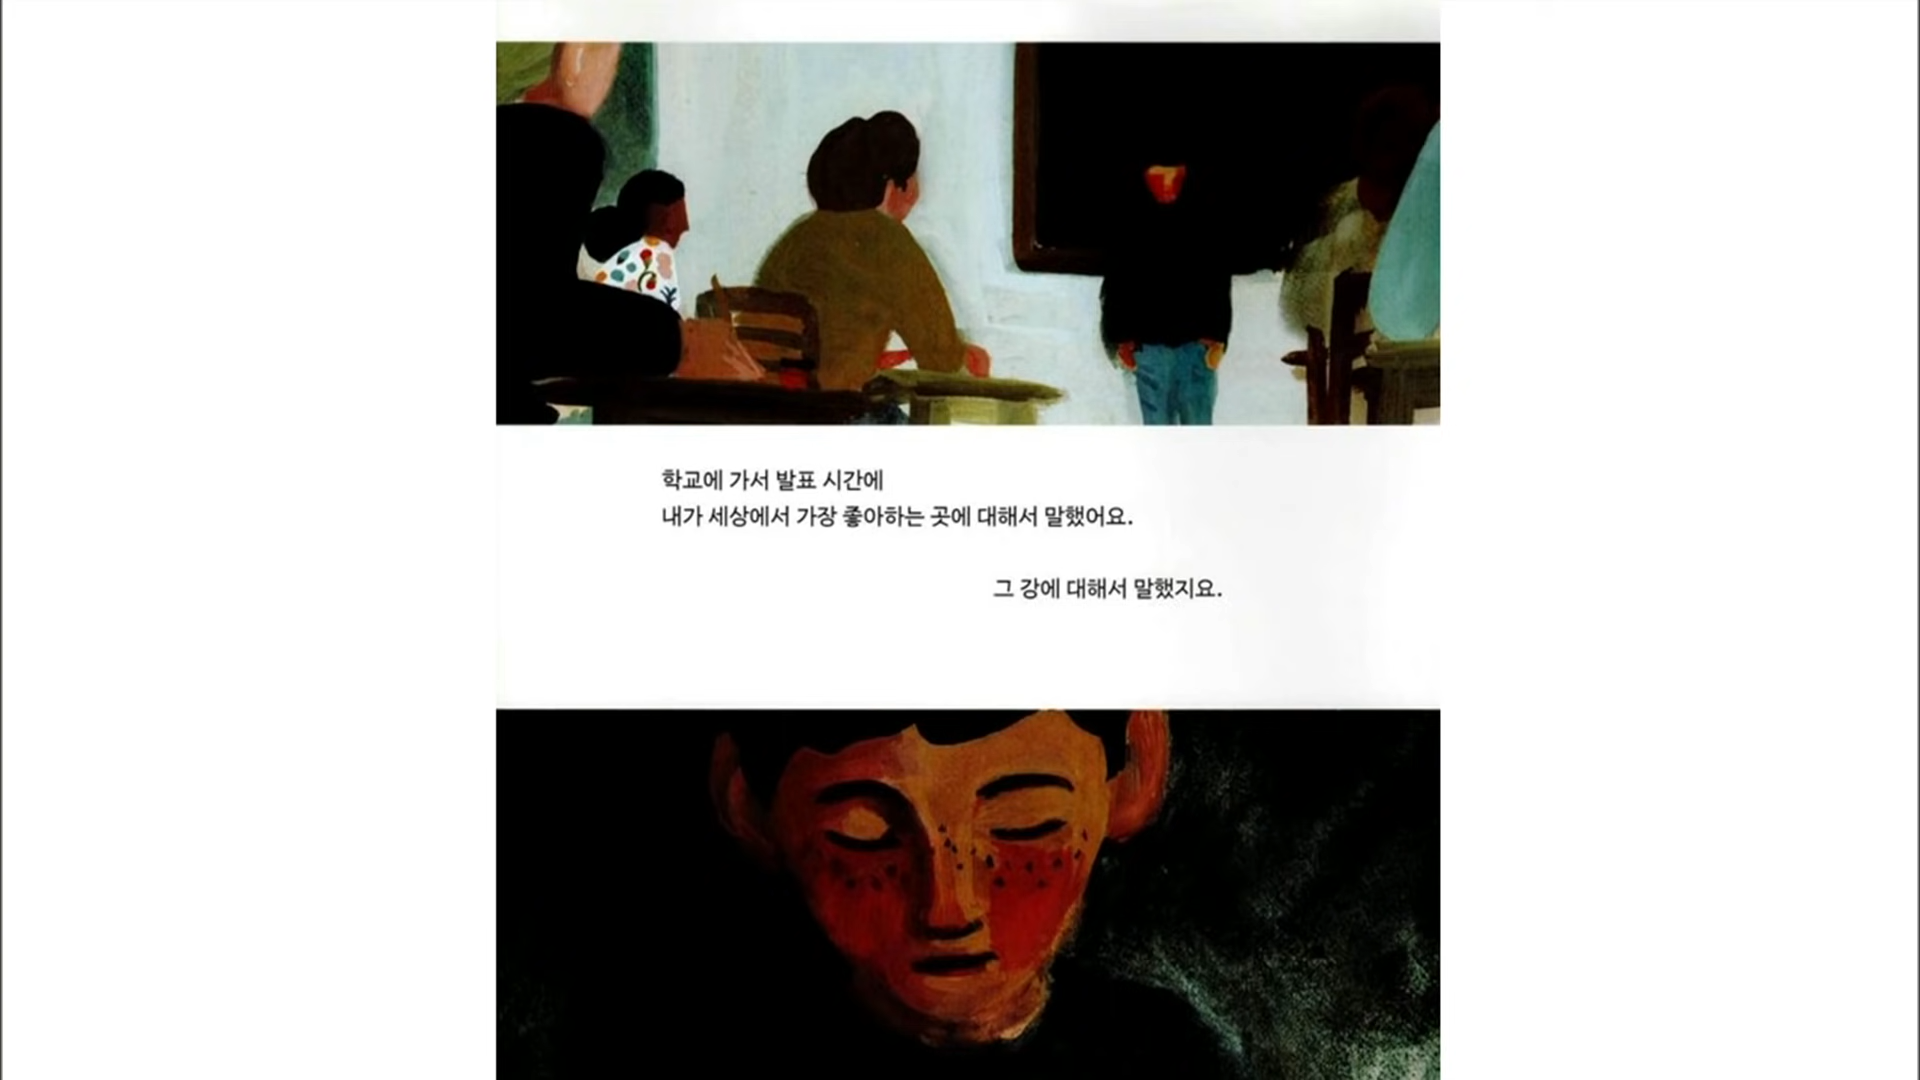 학교에 가서 발표 시간에
내가 세상에서 가장 좋아하는 곳에 대해서 말했어요.
그 강에 대해서 말했지요.